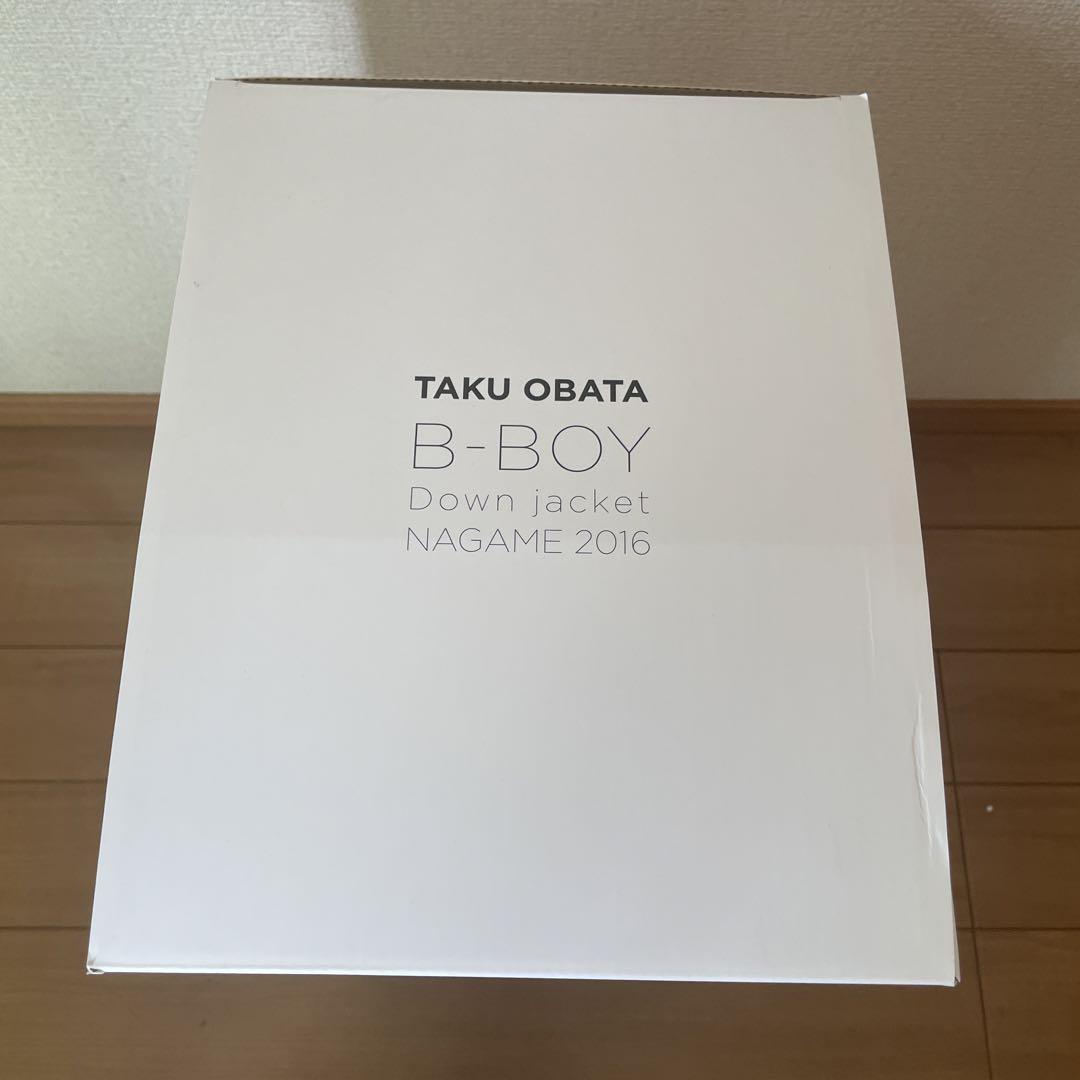 TAKU OBATA
B-BOY
Down jacket
NAGAME 2016